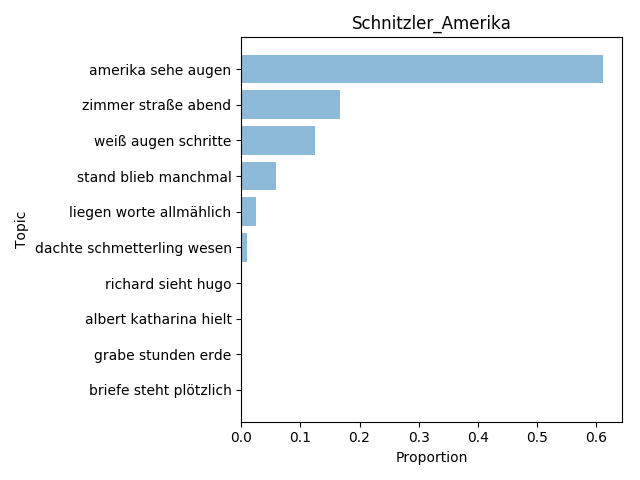 Schnitzler_Amerika
Topic
amerika sehe augen
zimmer straße abend
weiß augen schritte
stand blieb manchmal
liegen worte allmählich
dachte schmetterling wesen
richard sieht hugo
albert katharina hielt
grabe stunden erde
briefe steht plötzlich
0.0 0.1 0.2 0.3 0.4 0.5 0.6
Proportion